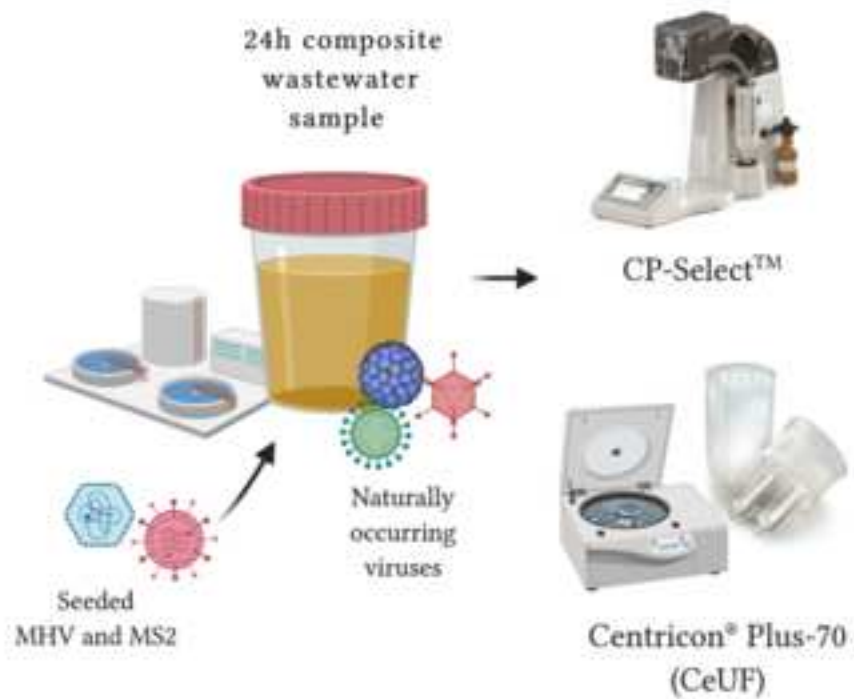 24h composite
wastewater
sample
CP-Select™
Naturally
occurring
viruses
Seeded
MHV and MS2
Centricon® Plus-70
(CeUF)